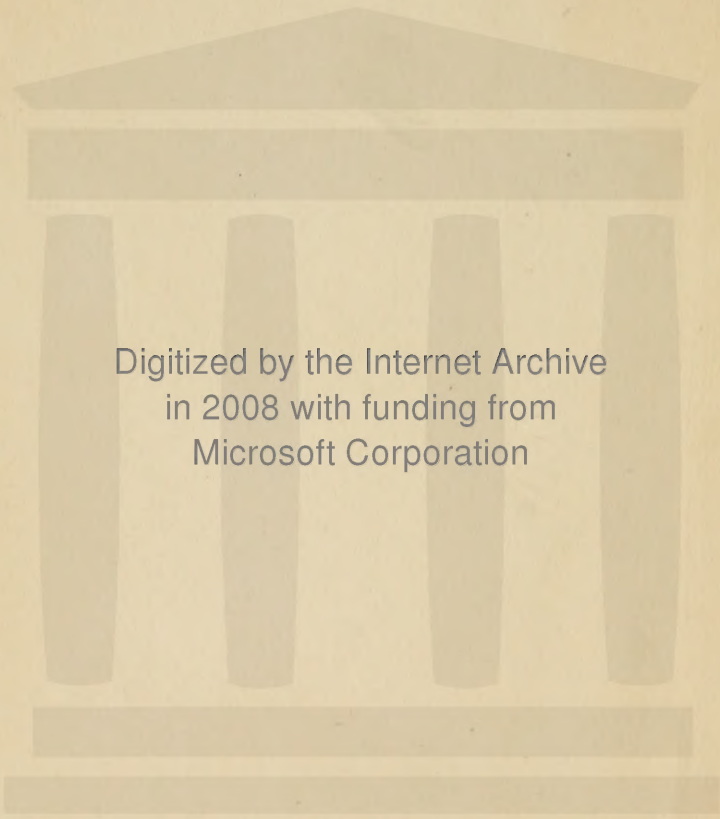 Digitized by the Internet Archive
in 2008 with funding from
Microsoft Corporation